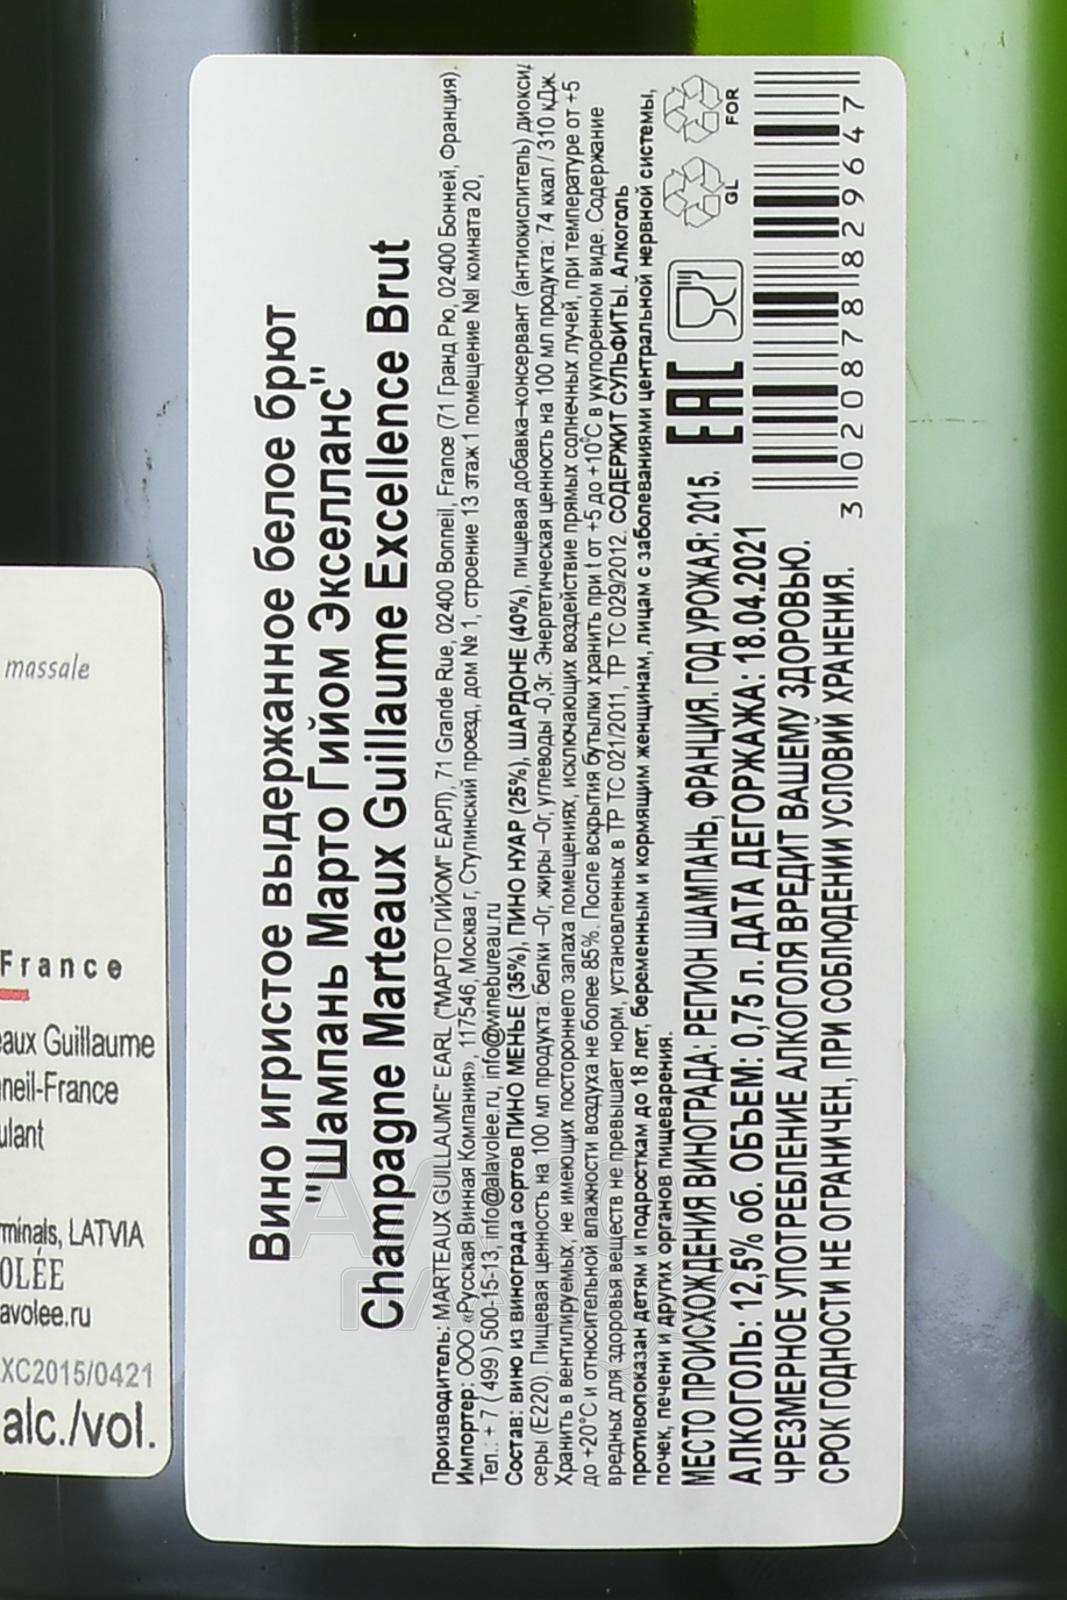 Вино игристое выдержанное белое брют
"Шампань Марто Гийом Экселланс"
Champagne Marteaux Guillaume Excellence Brut
Производитель: MARTEAUX GUILLAUME" EARL ("МАРТО ГИЙОМ" ЕАРЛ), 71 Grande Rue, 02400 Bonneil, France (71 Гранд Рю, 02400 Бонней, Франция).
Импортер: ООО «Русская Винная Компания», 117546, Москва г, Ступинский проезд, дом № 1, строение 13 этаж 1 помещение №I комната 20,
Тел.: + 7 ( 499 ) 500-15-13, info@alavolee.ru, info@winebureau.ru
Состав: вино из винограда сортов ПИНО МЕНЬЕ (35%), ПИНО НУАР (25%), ШАРДОНЕ (40%), пищевая добавка–консервант (антиокислитель) диоксид
серы (Е220). Пищевая ценность на 100 мл продукта: белки –0г, жиры –0г, углеводы -0,3г. Энергетическая ценность на 100 мл продукта: 74 ккал / 310 кДж
Хранить в вентилируемых, не имеющих постороннего запаха помещениях, исключающих воздействие прямых солнечных лучей, при температуре от +5
до +20°С и относительной влажности воздуха не более 85%. После вскрытия бутылки хранить при t от +5 до +10°С в укупоренном виде. Содержание
вредных для здоровья веществ не превышает норм, установленных в ТР ТС 021/2011, ТР ТС 029/2012. СОДЕРЖИТ СУЛЬФИТЫ. Алкоголь
противопоказан детям и подросткам до 18 лет, беременным и кормящим женщинам, лицам с заболеваниями центральной нервной системы,
почек, печени и других органов пищеварения.
МЕСТО ПРОИСХОЖДЕНИЯ ВИНОГРАДА: РЕГИОН ШАМПАНЬ, ФРАНЦИЯ. ГОД УРОЖАЯ: 2015.
АЛКОГОЛЬ: 12,5% об. ОБЪЕМ: 0,75 л. ДАТА ДЕГОРЖАЖА: 18.04.2021
ЧРЕЗМЕРНОЕ УПОТРЕБЛЕНИЕ АЛКОГОЛЯ ВРЕДИТ ВАШЕМУ ЗДОРОВЬЮ.
СРОК ГОДНОСТИ НЕ ОГРАНИЧЕН, ПРИ СОБЛЮДЕНИИ УСЛОВИЙ ХРАНЕНИЯ.
EAC
GL
FOR
3 020878 829647
massale
France
eaux Guillaume
neil-France
ulant
rminals, LATVIA
OLÉE
avolee.ru
XC2015/0421
alc./vol.